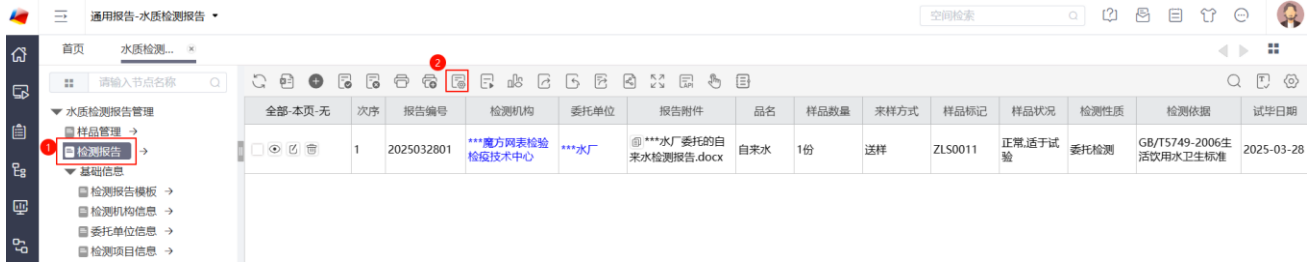 通用报告-水质检测报告
空间检索
首页
水质检测...
2
请输入节点名称
水质检测报告管理
样品管理
1
检测报告
基础信息
检测报告模板
检测机构信息
委托单位信息
检测项目信息
全部-本页-无 次序 报告编号 检测机构 委托单位 报告附件 品名 样品数量 来样方式 样品标记 样品状况 检测性质 检测依据 试毕日期
1 2025032801 ***魔方网表检验检疫技术中心 ***水厂 ***水厂委托的自来水检测报告.docx 自来水 1份 送样 ZLS0011 正常,适于试验 委托检测 GB/T5749-2006生活饮用水卫生标准 2025-03-28